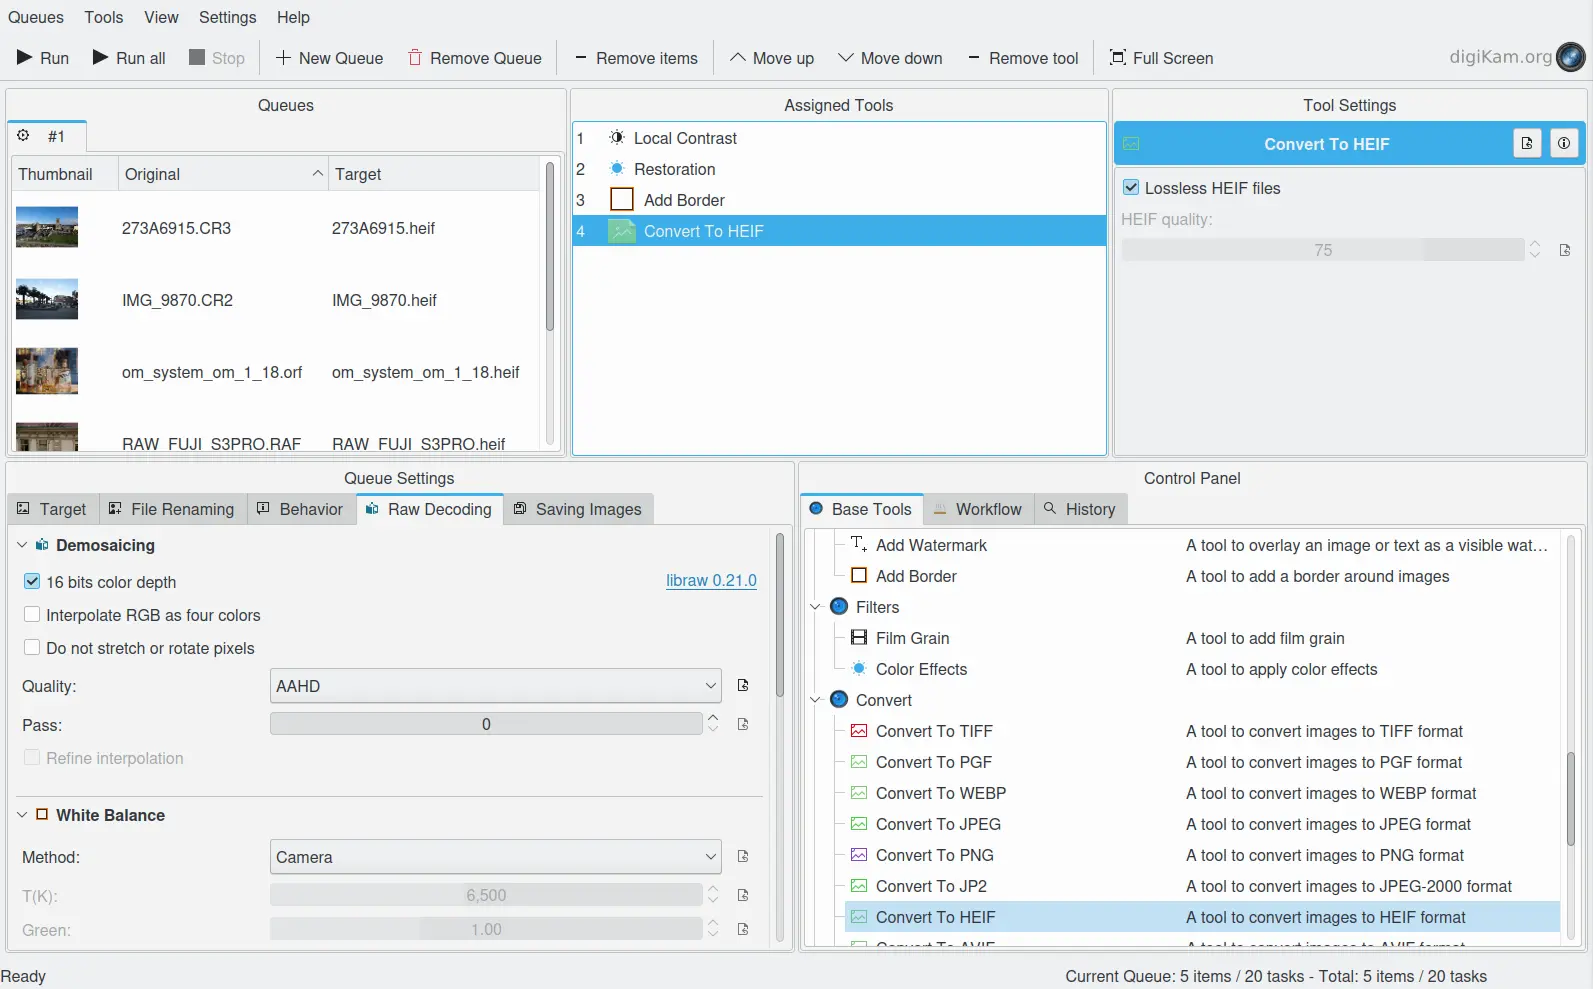 Queues Tools View Settings Help
Run Run all Stop New Queue Remove Queue Remove items Move up Move down Remove tool Full Screen digiKam.org
Queues
#1
Thumbnail Original Target
273A6915.CR3 273A6915.heif
IMG_9870.CR2 IMG_9870.heif
om_system_om_1_18.orf om_system_om_1_18.heif
RAW_FUJI_S3PRO.RAF RAW_FUJI_S3PRO.heif
Assigned Tools
1 Local Contrast
2 Restoration
3 Add Border
4 Convert To HEIF
Tool Settings
Convert To HEIF
Lossless HEIF files
HEIF quality:
75
Queue Settings
Target File Renaming Behavior Raw Decoding Saving Images
Demosaicing
16 bits color depth libraw 0.21.0
Interpolate RGB as four colors
Do not stretch or rotate pixels
Quality: AAHD
Pass: 0
Refine interpolation
White Balance
Method: Camera
T(K): 6,500
Green: 1.00
Control Panel
Base Tools Workflow History
Add Watermark A tool to overlay an image or text as a visible wat...
Add Border A tool to add a border around images
Filters
Film Grain A tool to add film grain
Color Effects A tool to apply color effects
Convert
Convert To TIFF A tool to convert images to TIFF format
Convert To PGF A tool to convert images to PGF format
Convert To WEBP A tool to convert images to WEBP format
Convert To JPEG A tool to convert images to JPEG format
Convert To PNG A tool to convert images to PNG format
Convert To JP2 A tool to convert images to JPEG-2000 format
Convert To HEIF A tool to convert images to HEIF format
Convert To AVIF A tool to convert images to AVIF format
Ready Current Queue: 5 items / 20 tasks - Total: 5 items / 20 tasks